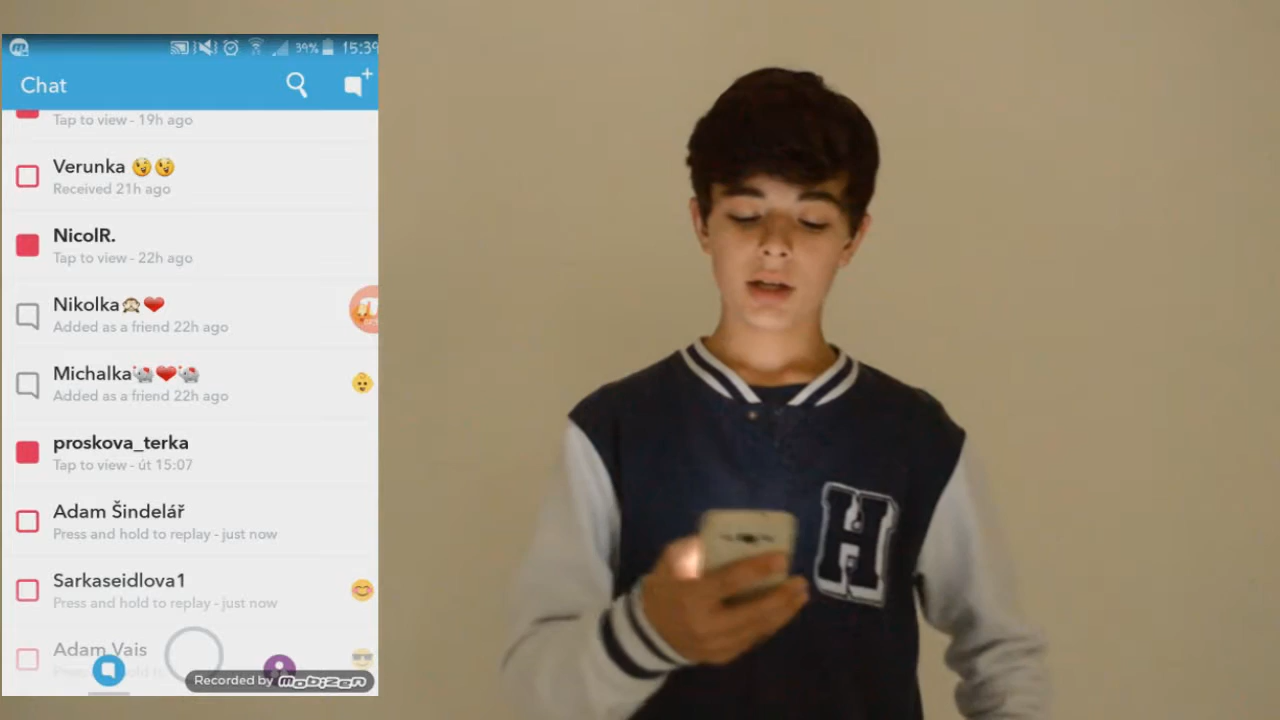 39% 15:39
Chat
Tap to view - 19h ago
Verunka 😲😲
Received 21h ago
NicolR.
Tap to view - 22h ago
Nikolka🙊❤️
Added as a friend 22h ago
Michalka🐘❤️🐘
Added as a friend 22h ago
proskova_terka
Tap to view - út 15:07
Adam Šindelář
Press and hold to replay - just now
Sarkaseidlova1
Press and hold to replay - just now
Adam Vais
Recorded by mobizen
H